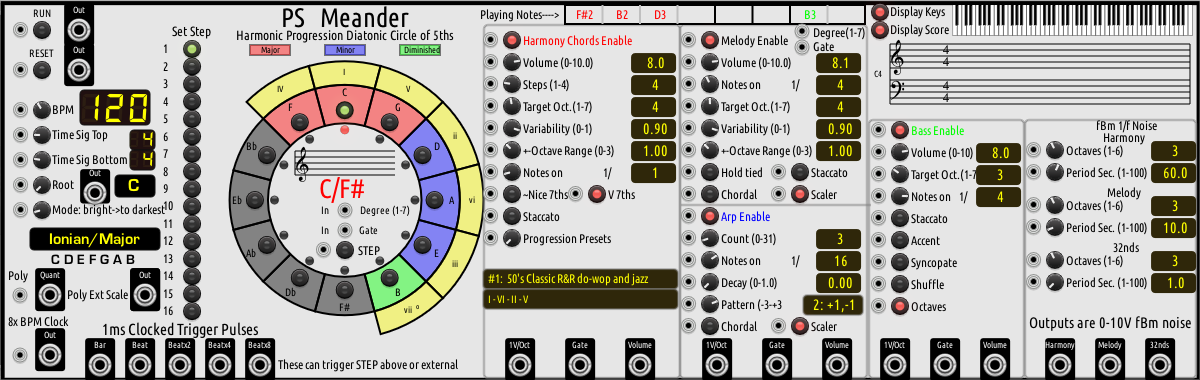 PS Meander
Harmonic Progression Diatonic Circle of 5ths
Major
Minor
Diminished
RUN
Out
RESET
Out
BPM
120
Time Sig Top
4
Time Sig Bottom
4
Root
Out
C
Mode: bright->to darkest
Ionian/Major
C D E F G A B
Poly
Quant
Out
Poly Ext Scale
8x BPM Clock
Out
Set Step
1
2
3
4
5
6
7
8
9
10
11
12
13
14
15
16
I
V
ii
vi
iii
vii °
IV
C
G
D
A
E
B
F#
Db
Ab
Eb
Bb
F
C/F#
In
Degree (1-7)
In
Gate
STEP
1ms Clocked Trigger Pulses
Bar
Beat
Beatx2
Beatx4
Beatx8
These can trigger STEP above or external
Playing Notes---->
F#2
B2
D3
B3
Harmony Chords Enable
Volume (0-10.0)
8.0
Steps (1-4)
4
Target Oct.(1-7)
4
Variability (0-1)
0.90
+-Octave Range (0-3)
1.00
Notes on 1/
1
~Nice 7ths
V 7ths
Staccato
Progression Presets
#1: 50's Classic R&R do-wop and jazz
I - VI - II - V
1V/Oct
Gate
Volume
Melody Enable
Degree(1-7)
Gate
Volume (0-10.0)
8.1
Notes on 1/
4
Target Oct.(1-7)
4
Variability (0-1)
0.90
+-Octave Range (0-3)
1.00
Hold tied
Staccato
Chordal
Scaler
Arp Enable
Count (0-31)
3
Notes on 1/
16
Decay (0-1.0)
0.00
Pattern (-3-+3
2: +1,-1
Chordal
Scaler
1V/Oct
Gate
Volume
Display Keys
Display Score
C4
4
4
4
4
Bass Enable
Volume (0-10)
8.0
Target Oct.(1-7
3
Notes on 1/
4
Staccato
Accent
Syncopate
Shuffle
Octaves
1V/Oct
Gate
Volume
fBm 1/f Noise
Harmony
Octaves (1-6)
3
Period Sec. (1-100)
60.0
Melody
Octaves (1-6)
3
Period Sec. (1-100)
10.0
32nds
Octaves (1-6)
3
Period Sec. (1-100)
1.0
Outputs are 0-10V fBm noise
Harmony
Melody
32nds